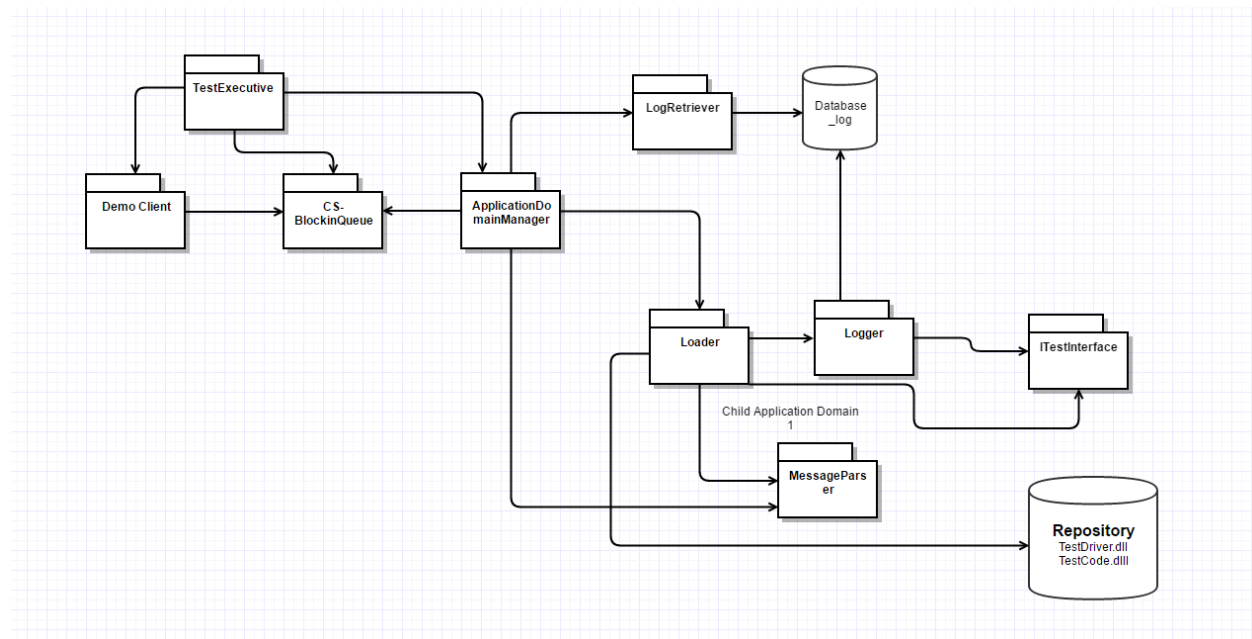 TestExecutive
LogRetriever
Database
_log
Demo Client
CS-
BlockinQueue
ApplicationDo
mainManager
Loader
Logger
ITestInterface
Child Application Domain
1
MessagePars
er
Repository
TestDriver.dll
TestCode.dlll